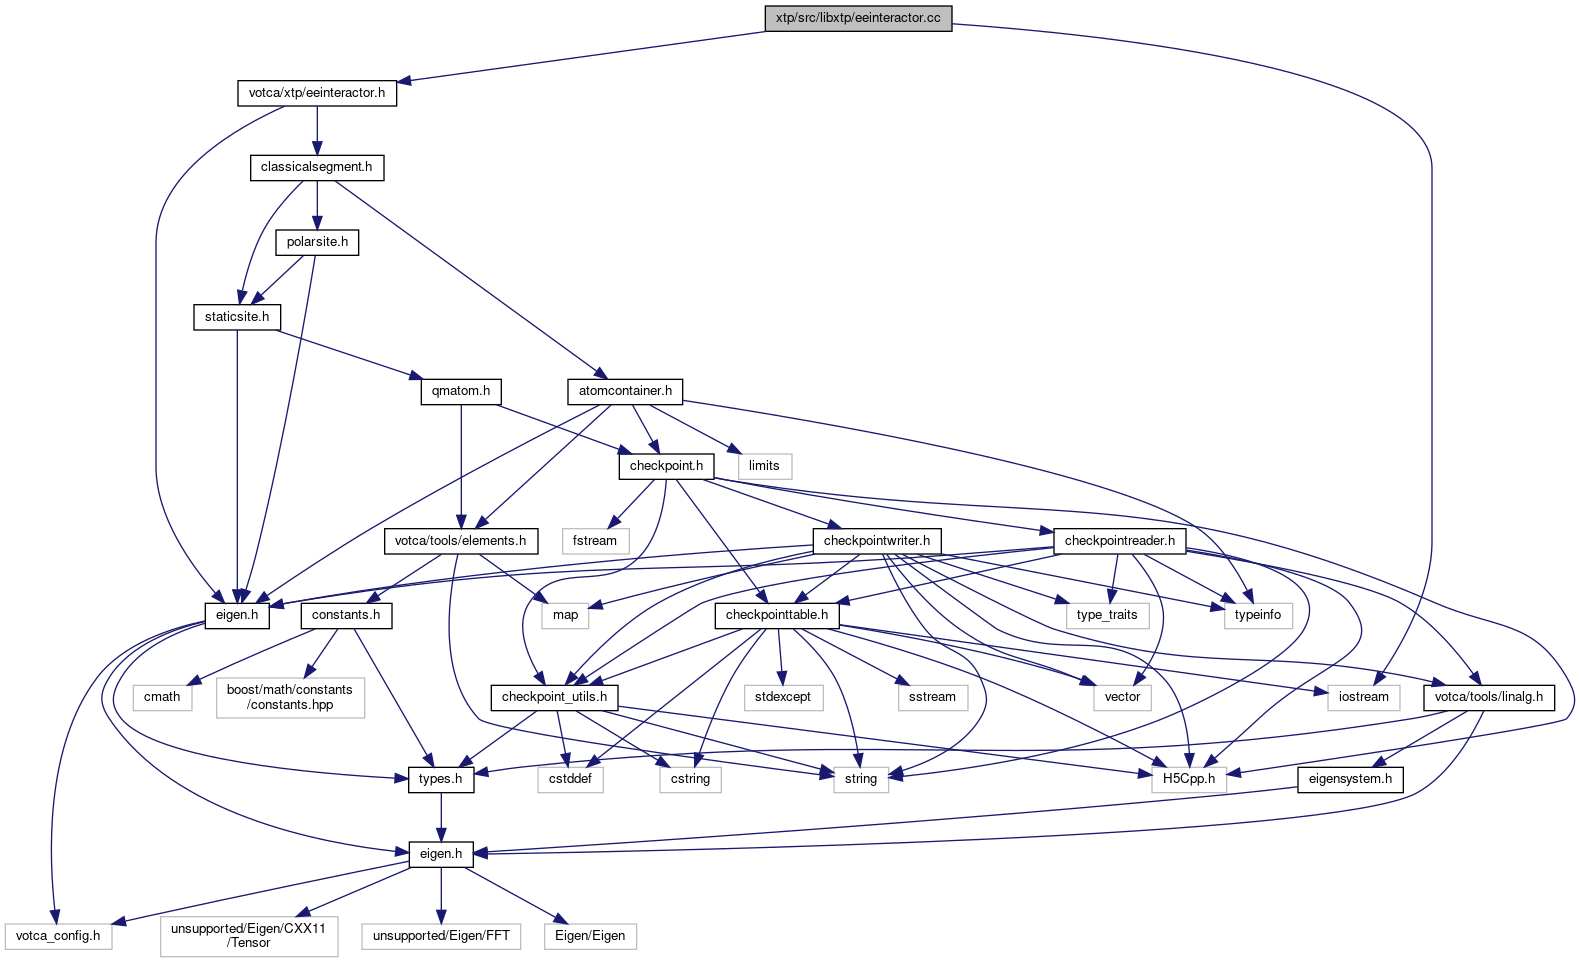 xtp/src/libxtp/eeinteractor.cc
votca/xtp/eeinteractor.h
classicalsegment.h
polarsite.h
staticsite.h
qmatom.h
atomcontainer.h
checkpoint.h
limits
fstream
votca/tools/elements.h
checkpointwriter.h
checkpointreader.h
eigen.h
constants.h
map
checkpointtable.h
type_traits
typeinfo
cmath
boost/math/constants
/constants.hpp
checkpoint_utils.h
stdexcept
sstream
vector
iostream
votca/tools/linalg.h
types.h
cstddef
cstring
string
H5Cpp.h
eigensystem.h
eigen.h
votca_config.h
unsupported/Eigen/CXX11
/Tensor
unsupported/Eigen/FFT
Eigen/Eigen